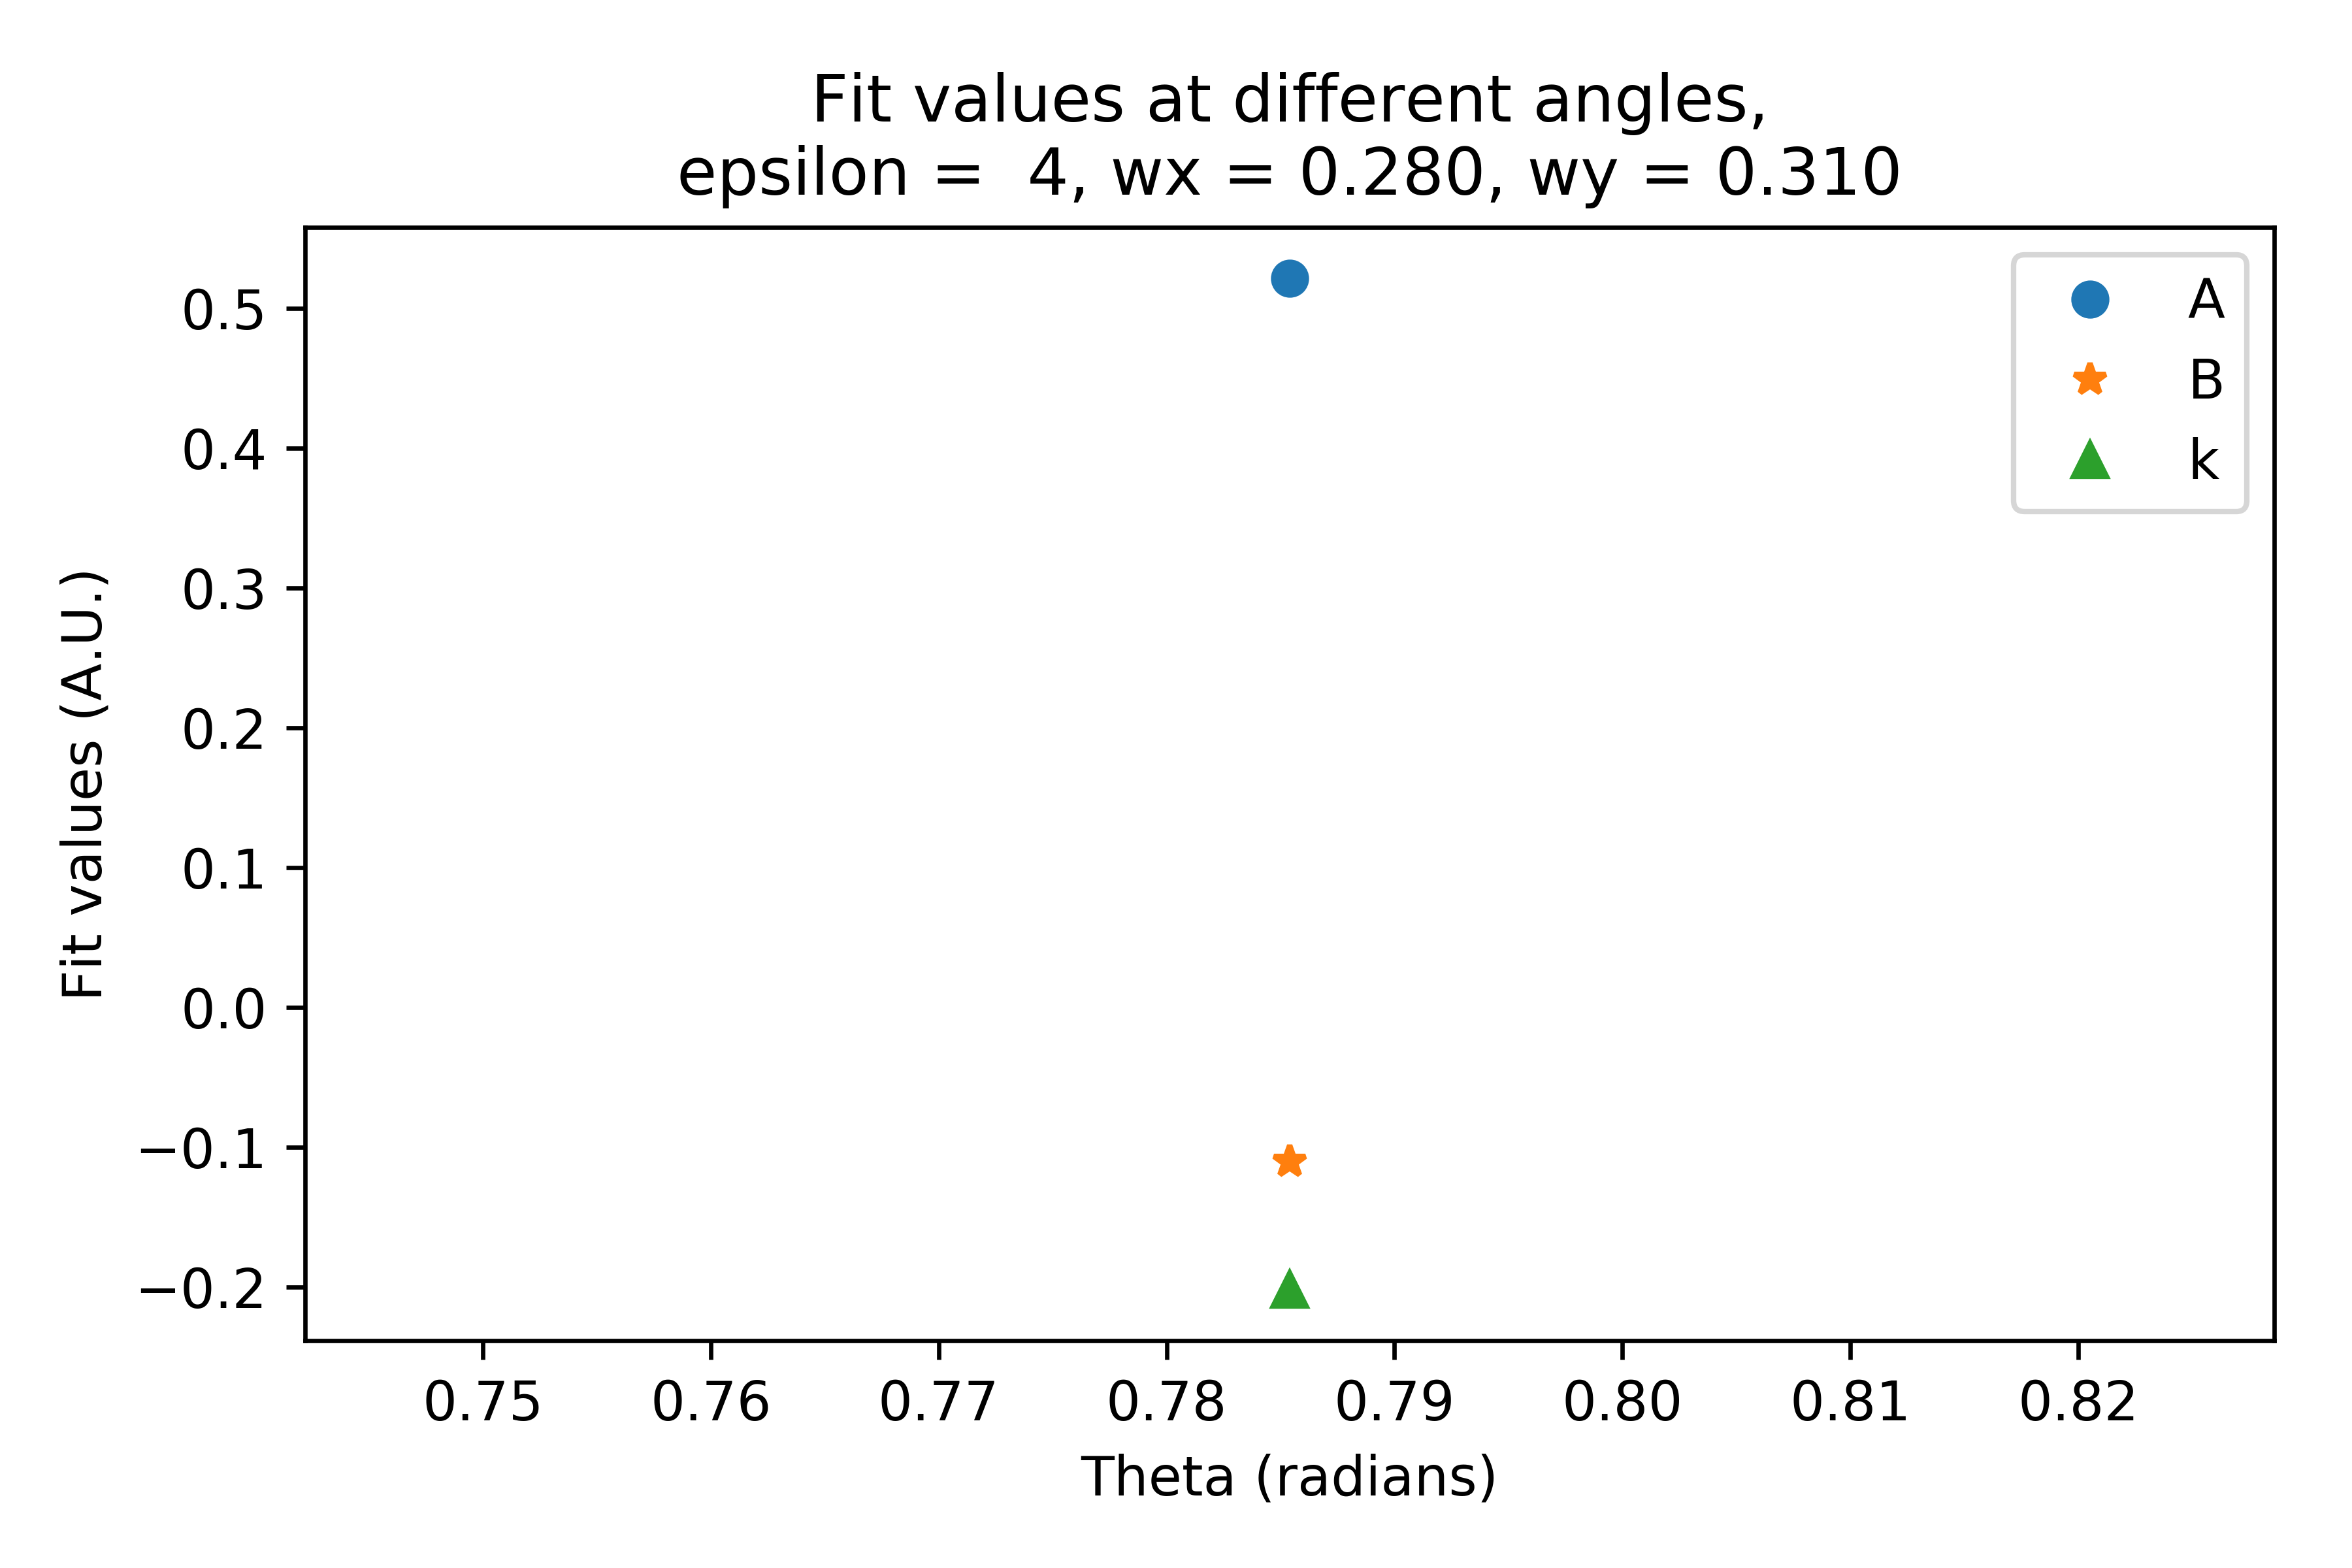 Fit values at different angles,
epsilon =  4, wx = 0.280, wy = 0.310
A
B
k
0.5
0.4
0.3
0.2
0.1
0.0
−0.1
−0.2
Fit values (A.U.)
0.75 0.76 0.77 0.78 0.79 0.80 0.81 0.82
Theta (radians)